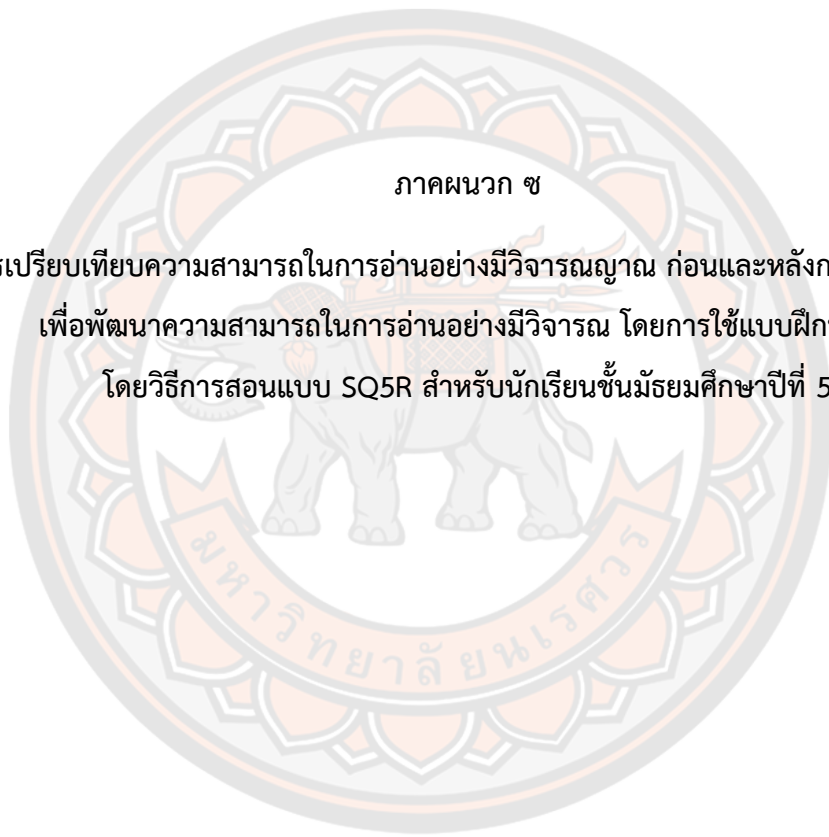 ภาคผนวก ซ
รเปรียบเทียบความสามารถในการอ่านอย่างมีวิจารณญาณ ก่อนและหลังก
เพื่อพัฒนาความสามารถในการอ่านอย่างมีวิจารณ โดยการใช้แบบฝึก
โดยวิธีการสอนแบบ SQ5R สำหรับนักเรียนชั้นมัธยมศึกษาปีที่ 5
มหาวิทยาลัยนเรศวร